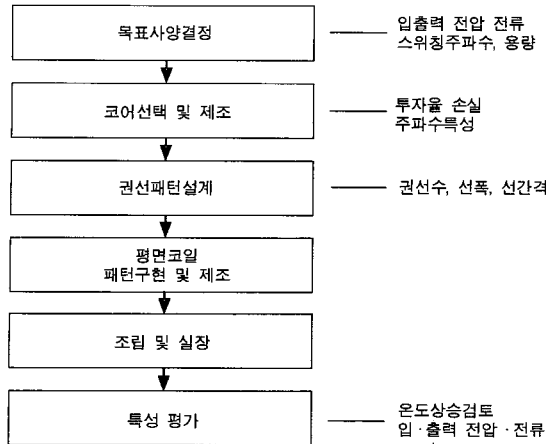 목표사양결정
입출력 전압 전류
스위칭주파수, 용량
코어선택 및 제조
투자율 손실
주파수특성
권선패턴설계
권선수, 선폭, 선간격
평면코일
패턴구현 및 제조
조립 및 실장
특성 평가
온도상승검토
입·출력 전압·전류